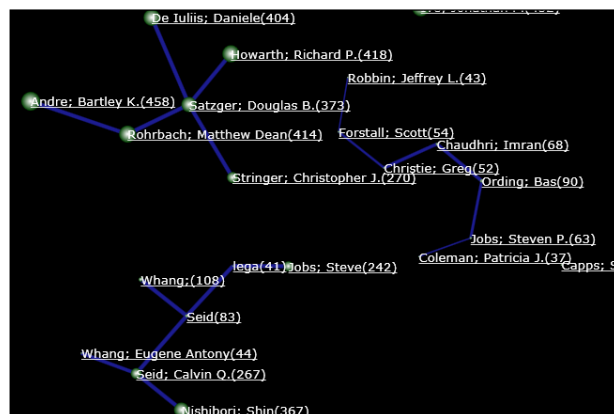 De Iuliis; Daniele(404)
Howarth; Richard P.(418)
Robbin; Jeffrey L.(43)
Andre; Bartley K.(458)
Satzger; Douglas B.(373)
Rohrbach; Matthew Dean(414)
Forstall; Scott(54)
Chaudhri; Imran(68)
Christie; Greg(52)
Stringer; Christopher J.(270)
Ording; Bas(90)
Jobs; Steven P.(63)
Coleman; Patricia J.(37)
lega(41)
Jobs; Steve(242)
Capps; S
Whang;(108)
Seid(83)
Whang; Eugene Antony(44)
Seid; Calvin Q.(267)
Nishibori; Shin(367)